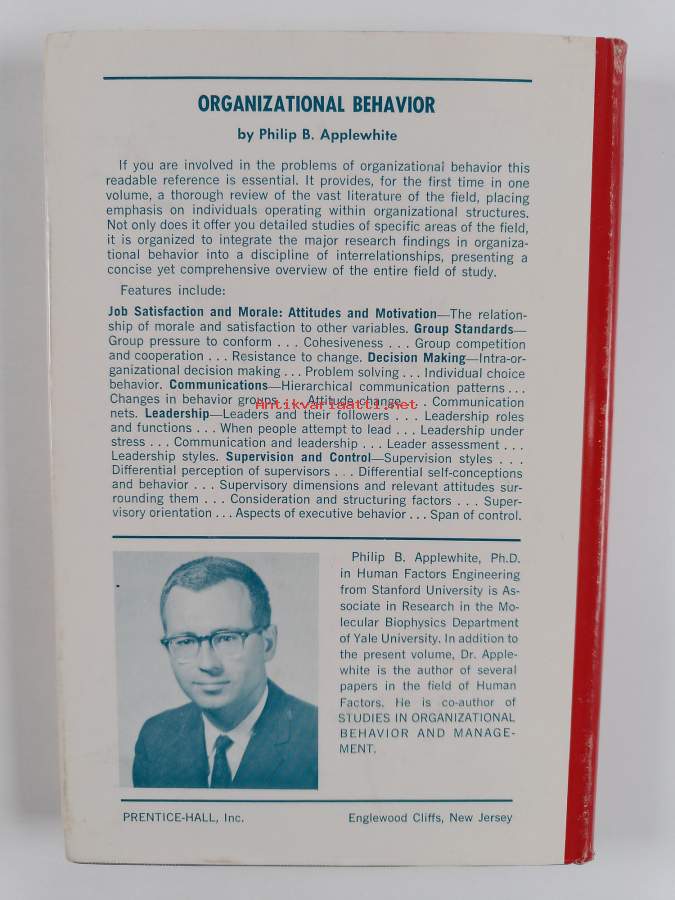 ORGANIZATIONAL BEHAVIOR
by Philip B. Applewhite
If you are involved in the problems of organizational behavior this
readable reference is essential. It provides, for the first time in one
volume, a thorough review of the vast literature of the field, placing
emphasis on individuals operating within organizational structures.
Not only does it offer you detailed studies of specific areas of the field,
it is organized to integrate the major research findings in organiza-
tional behavior into a discipline of interrelationships, presenting a
concise yet comprehensive overview of the entire field of study.
Features include:
Job Satisfaction and Morale: Attitudes and Motivation—The relation-
ship of morale and satisfaction to other variables. Group Standards—
Group pressure to conform . . . Cohesiveness . . . Group competition
and cooperation . . . Resistance to change. Decision Making—Intra-or-
ganizational decision making . . . Problem solving . . . Individual choice
behavior. Communications—Hierarchical communication patterns . . .
Changes in behavior groups . . . Attitude change . . . Communication
Antikvariaatti.net
nets. Leadership—Leaders and their followers . . . Leadership roles
and functions . . . When people attempt to lead . . . Leadership under
stress . . . Communication and leadership . . . Leader assessment . . .
Leadership styles. Supervision and Control—Supervision styles . . .
Differential perception of supervisors . . . Differential self-conceptions
and behavior . . . Supervisory dimensions and relevant attitudes sur-
rounding them . . . Consideration and structuring factors . . . Super-
visory orientation . . . Aspects of executive behavior . . . Span of control.
Philip B. Applewhite, Ph.D.
in Human Factors Engineering
from Stanford University is As-
sociate in Research in the Mo-
lecular Biophysics Department
of Yale University. In addition to
the present volume, Dr. Apple-
white is the author of several
papers in the field of Human
Factors. He is co-author of
STUDIES IN ORGANIZATIONAL
BEHAVIOR AND MANAGE-
MENT.
PRENTICE-HALL, Inc.
Englewood Cliffs, New Jersey